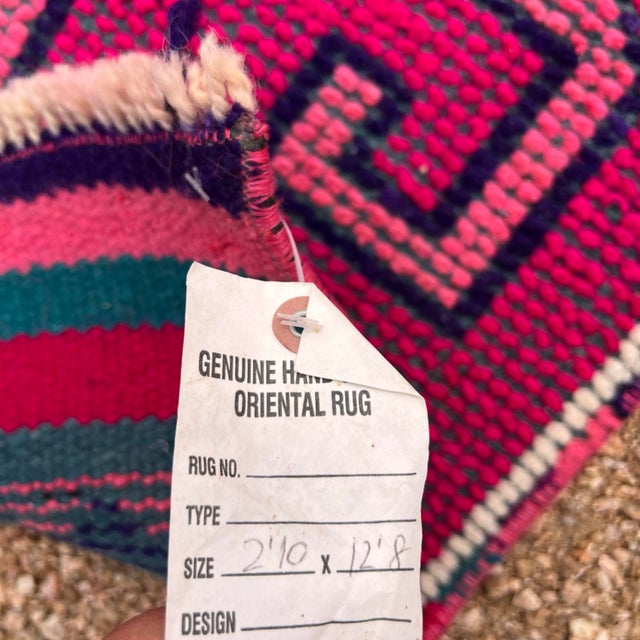 GENUINE HAND
ORIENTAL RUG
RUG NO.
TYPE
SIZE 2'10 x 12'8
DESIGN